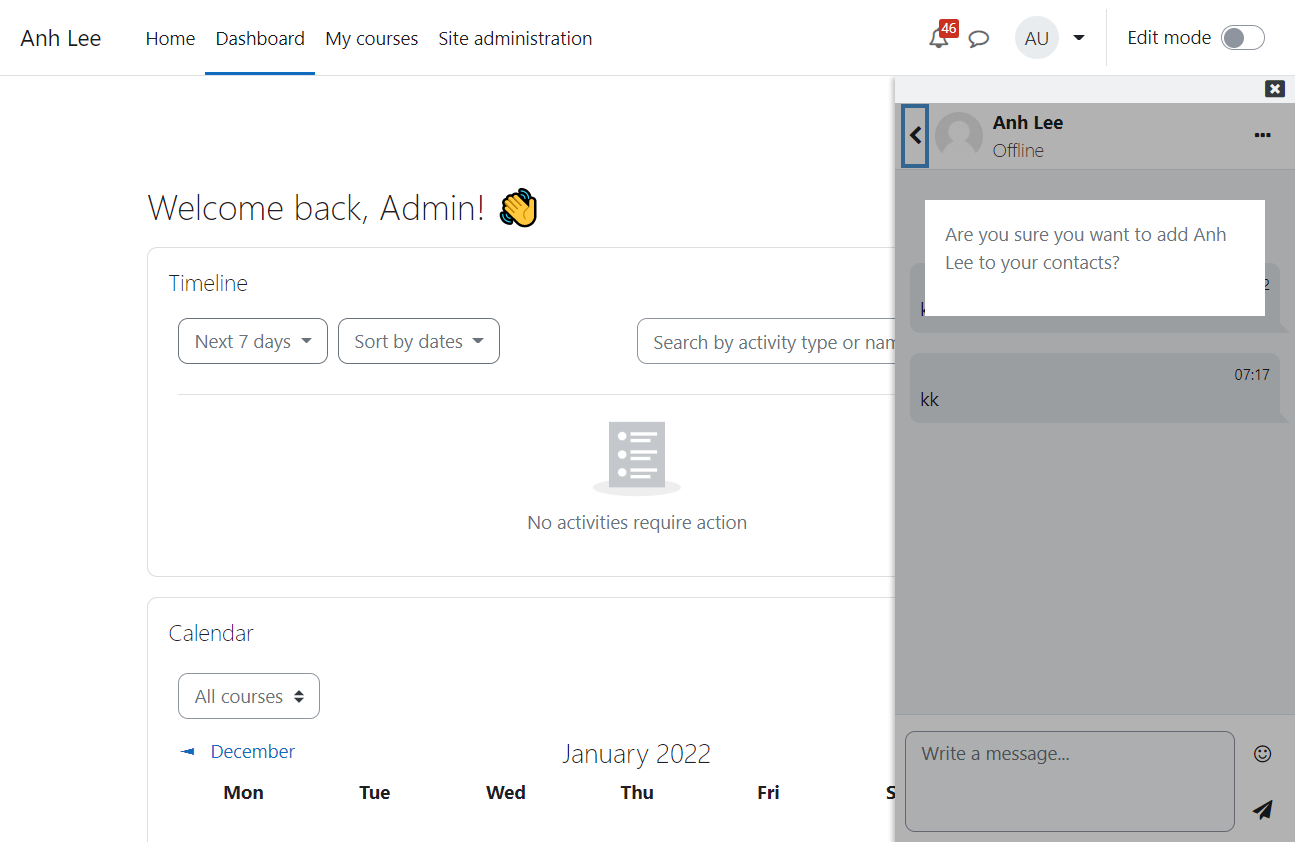 Anh Lee
Home
Dashboard
My courses
Site administration
46
AU
Edit mode
Welcome back, Admin!
Timeline
Next 7 days
Sort by dates
Search by activity type or nam
No activities require action
Calendar
All courses
December
January 2022
Mon
Tue
Wed
Thu
Fri
S
Anh Lee
Offline
Are you sure you want to add Anh
Lee to your contacts?
2
07:17
kk
Write a message...